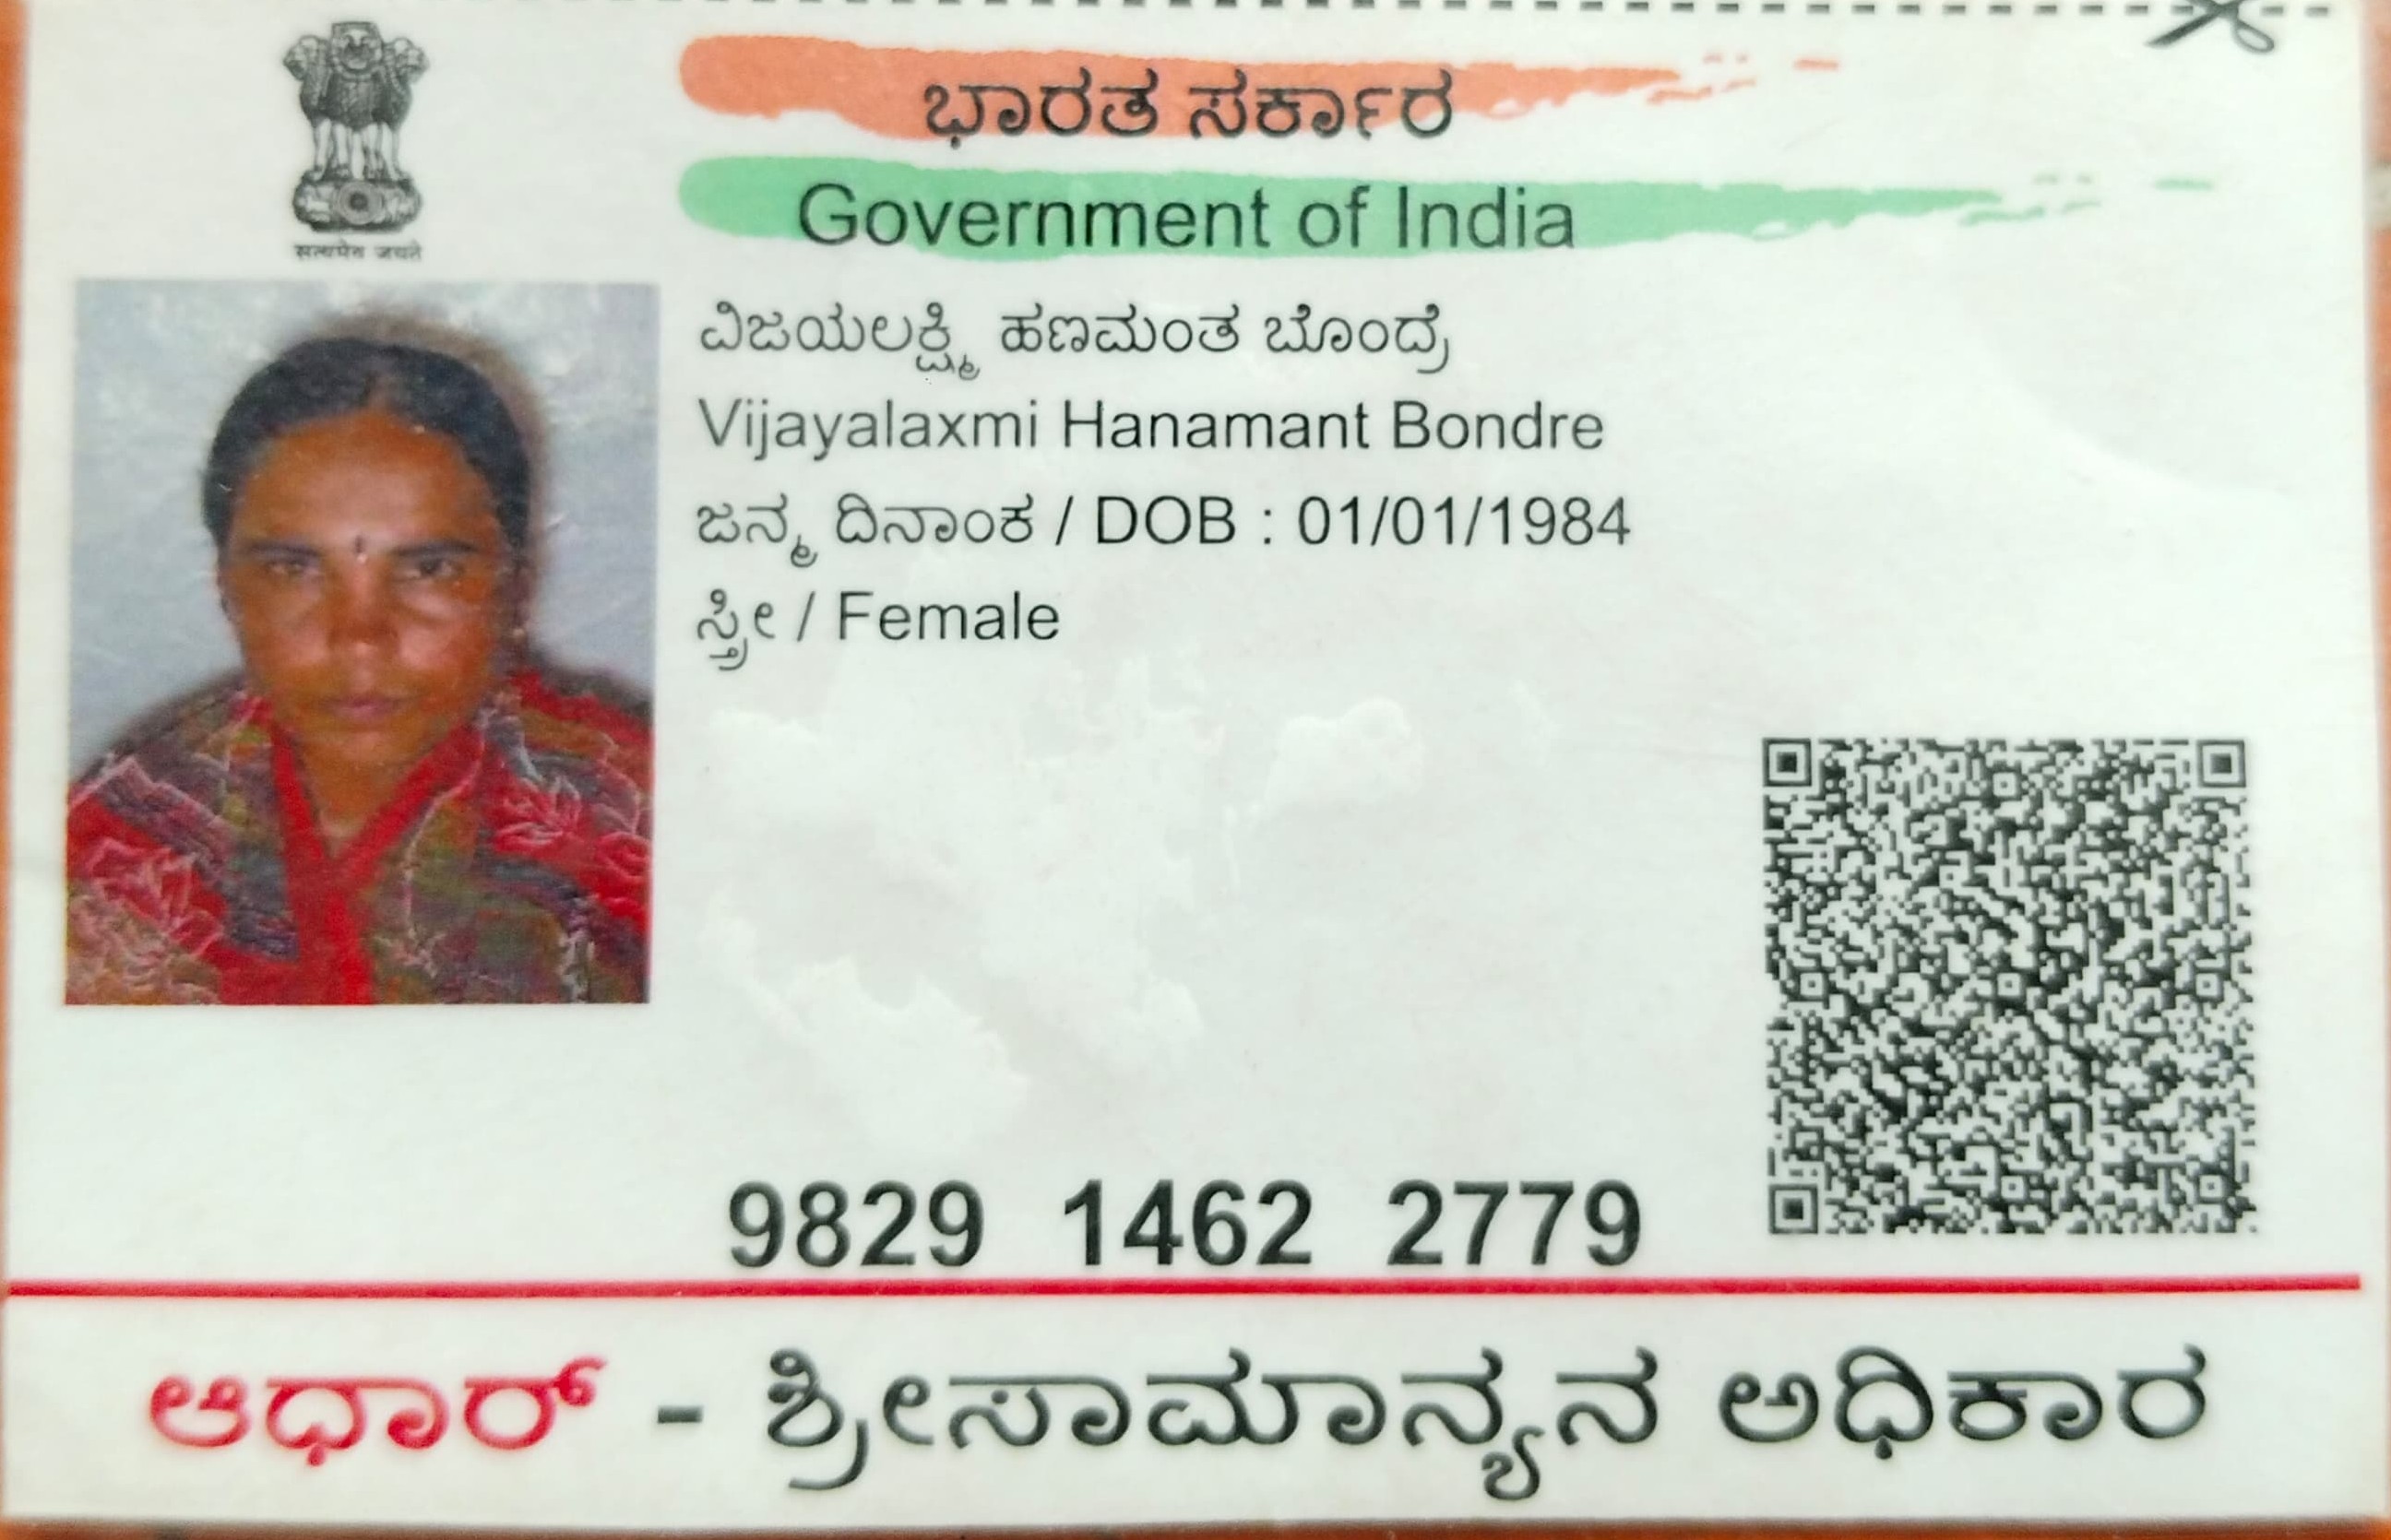 सत्यमेव जयते
ಭಾರತ ಸರ್ಕಾರ
Government of India
ವಿಜಯಲಕ್ಷ್ಮಿ ಹಣಮಂತ ಬೊಂದ್ರೆ
Vijayalaxmi Hanamant Bondre
ಜನ್ಮ ದಿನಾಂಕ / DOB : 01/01/1984
ಸ್ತ್ರೀ / Female
9829 1462 2779
ಆಧಾರ್ - ಶ್ರೀಸಾಮಾನ್ಯನ ಅಧಿಕಾರ